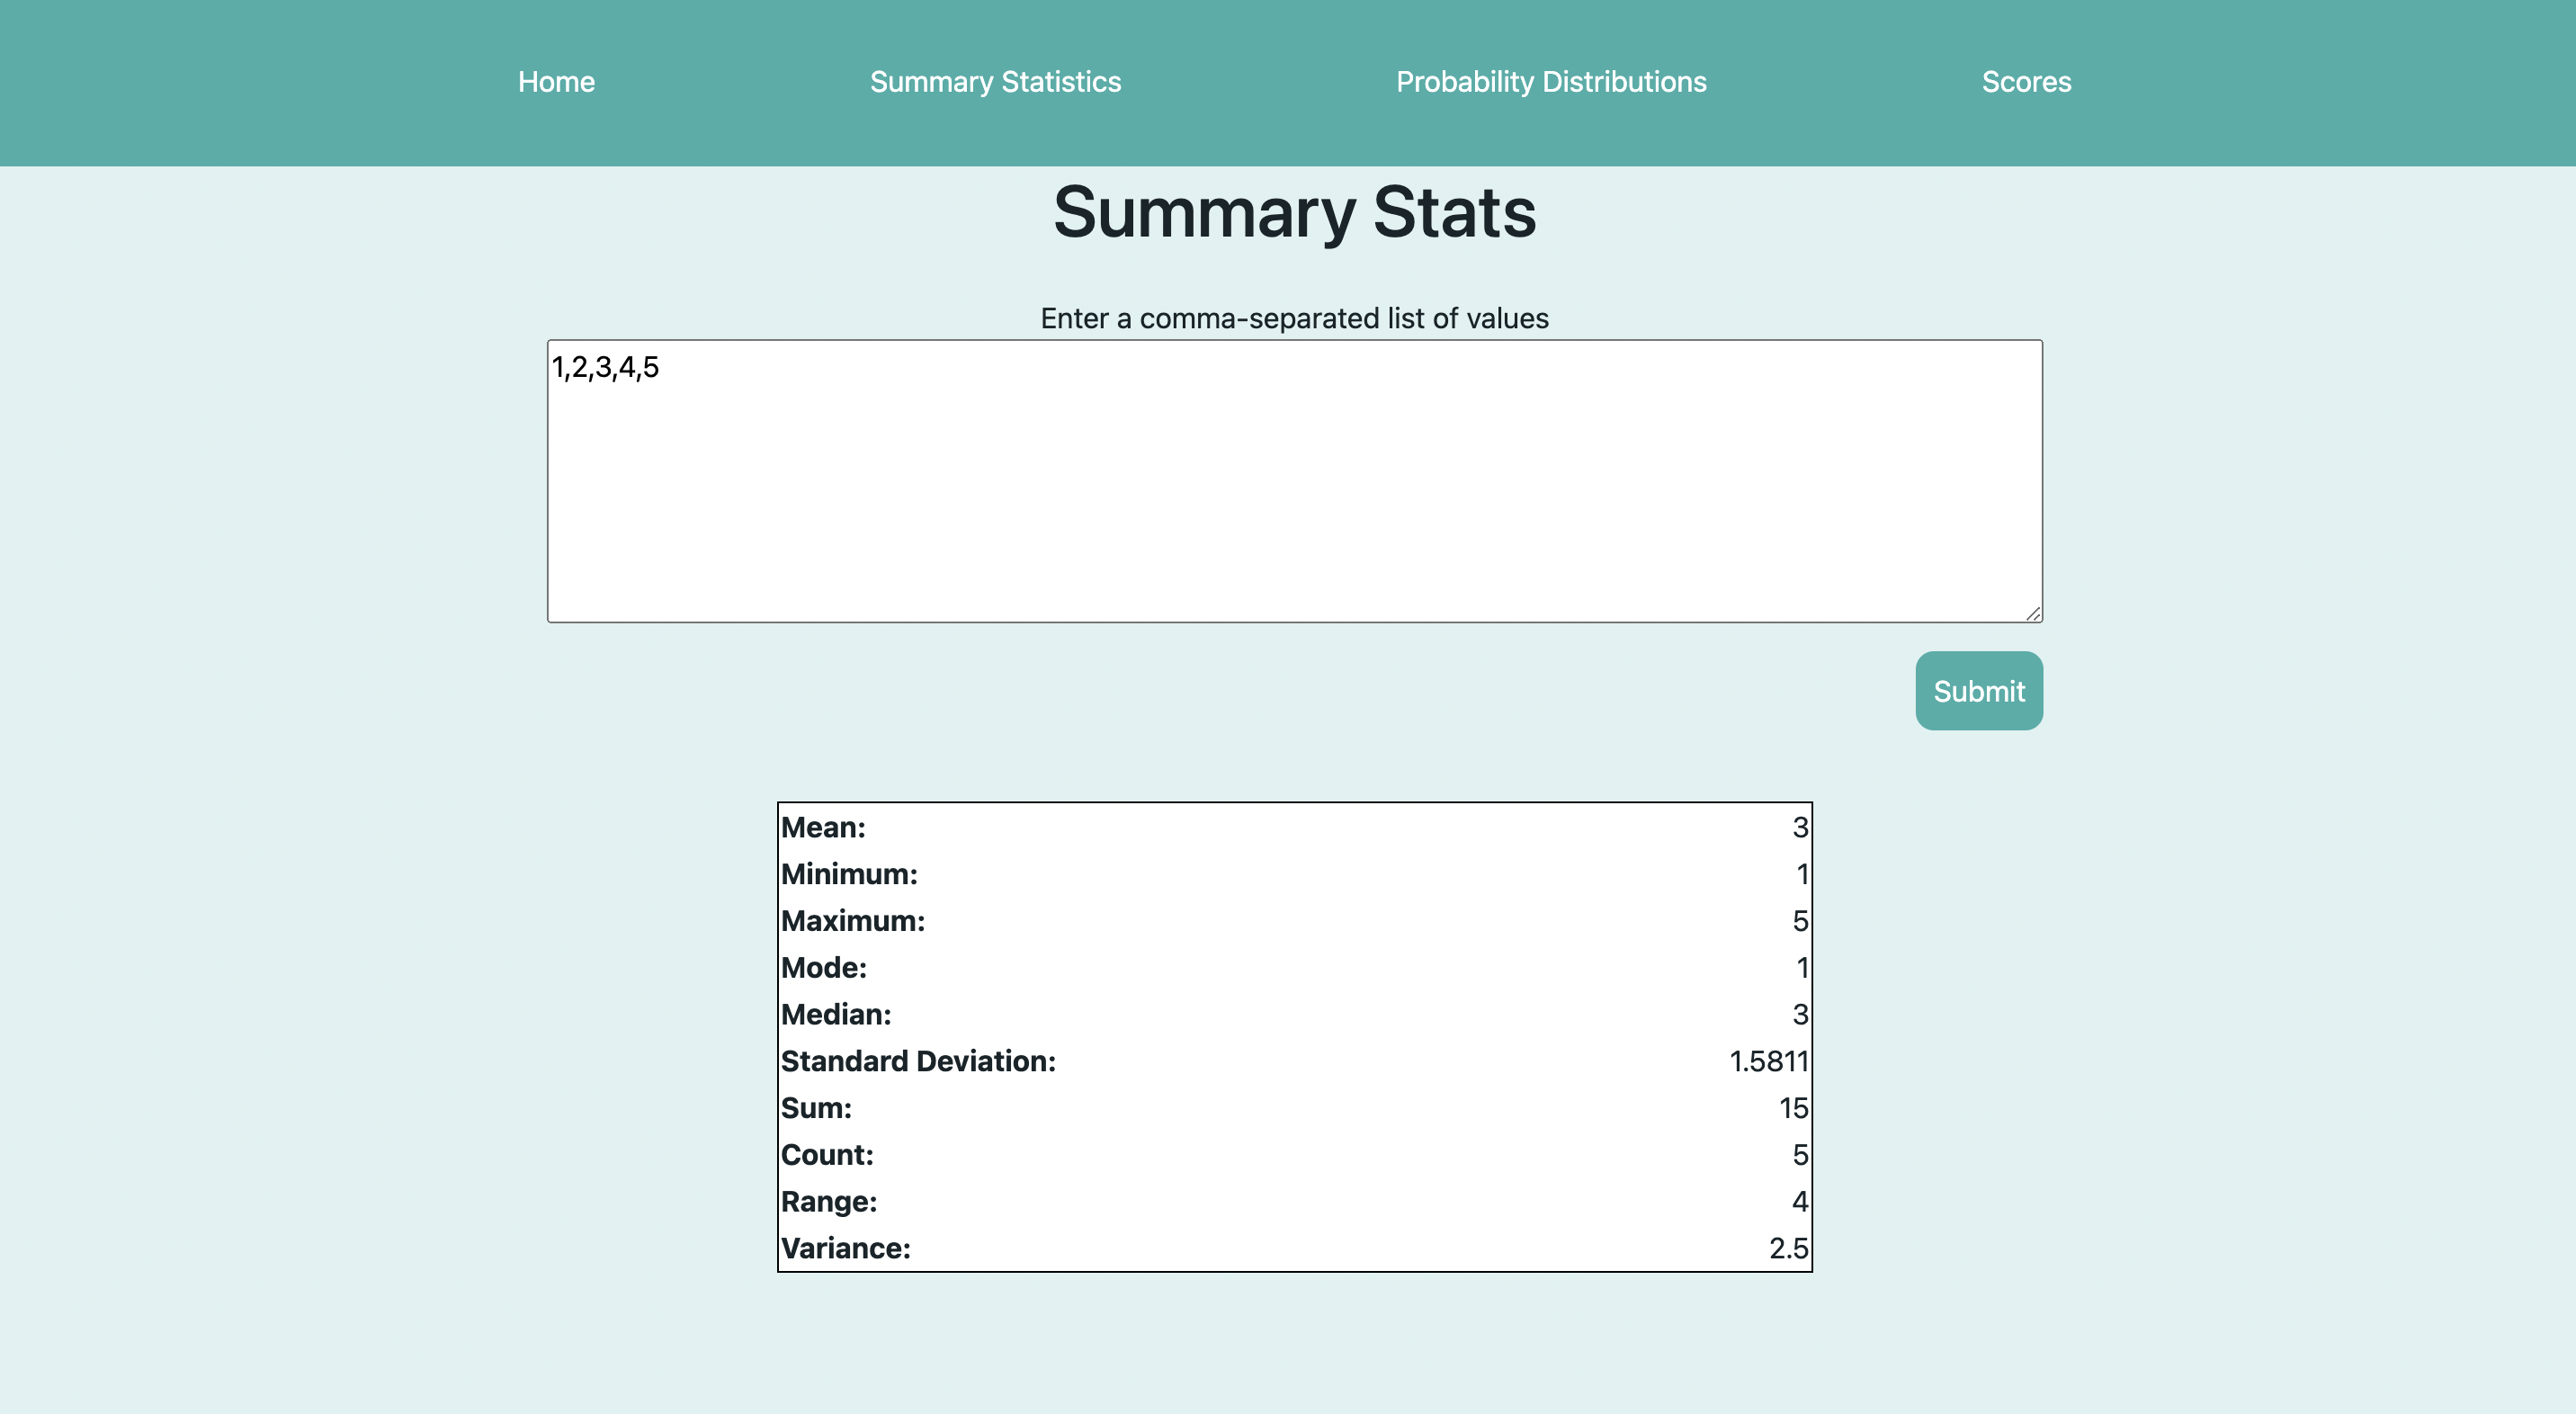 Home Summary Statistics Probability Distributions Scores
Summary Stats
Enter a comma-separated list of values
1,2,3,4,5
Submit
Mean: 3
Minimum: 1
Maximum: 5
Mode: 1
Median: 3
Standard Deviation: 1.5811
Sum: 15
Count: 5
Range: 4
Variance: 2.5